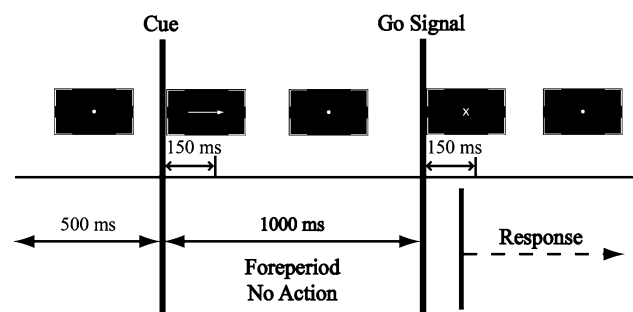 Cue
Go Signal
x
150 ms
150 ms
500 ms
1000 ms
Response
Foreperiod
No Action